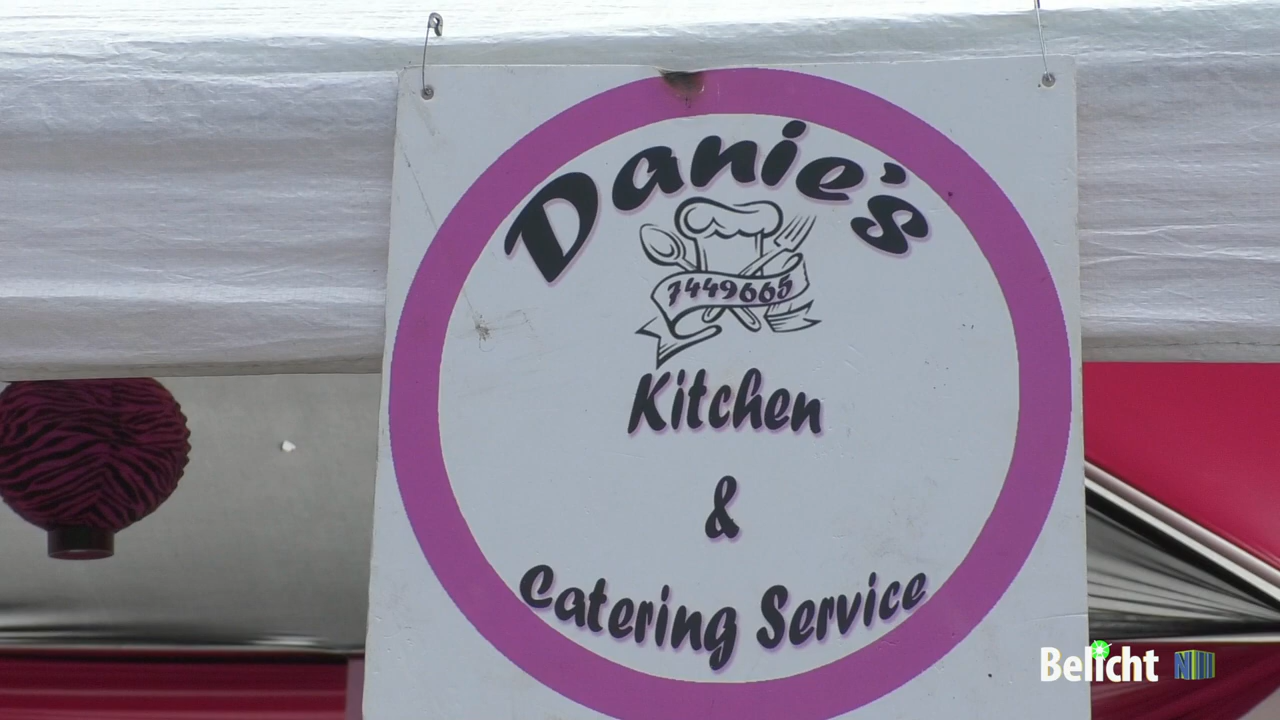 Danie's
7449665
Kitchen
&
Catering Service
Belicht N